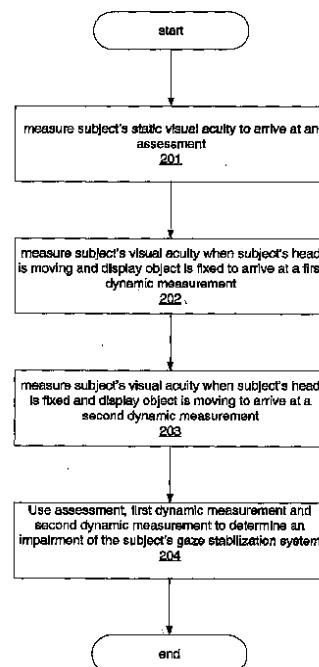 start
measure subject's static visual acuity to arrive at an
assessment
201
measure subject's visual acuity when subject's head
is moving and display object is fixed to arrive at a first
dynamic measurement
202
measure subject's visual acuity when subject's head
is fixed and display object is moving to arrive at a
second dynamic measurement
203
Use assessment, first dynamic measurement and
second dynamic measurement to determine an
impairment of the subject's gaze stabilization system
204
end